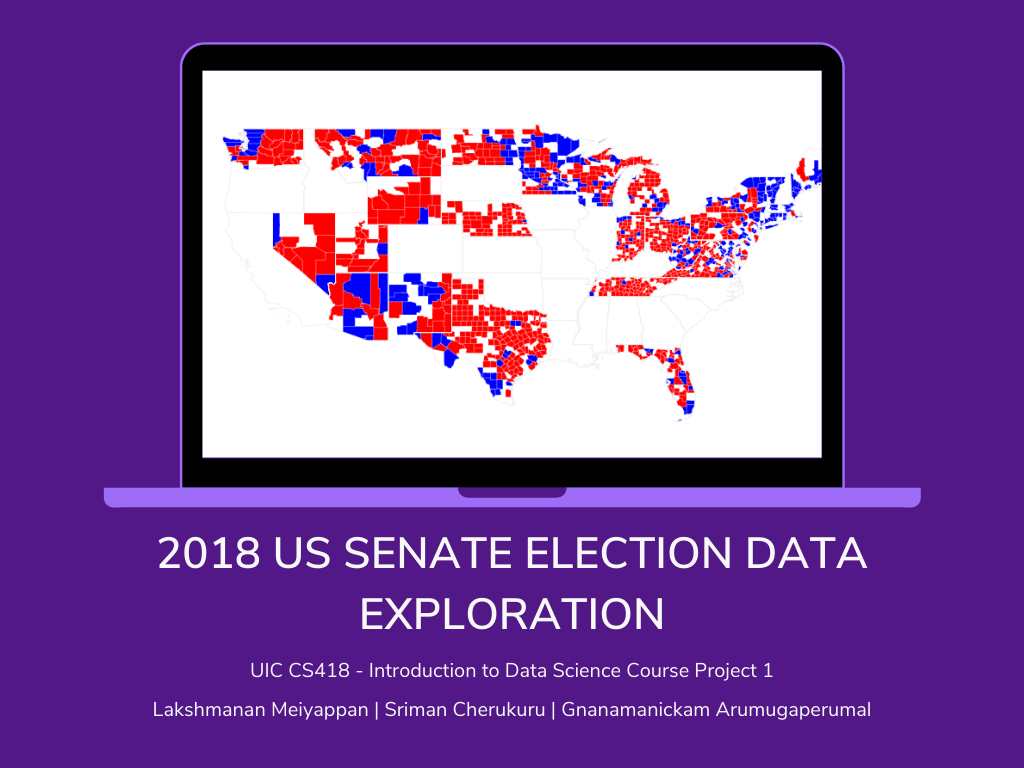 2018 US SENATE ELECTION DATA
EXPLORATION
UIC CS418 - Introduction to Data Science Course Project 1
Lakshmanan Meiyappan | Sriman Cherukuru | Gnanamanickam Arumugaperumal